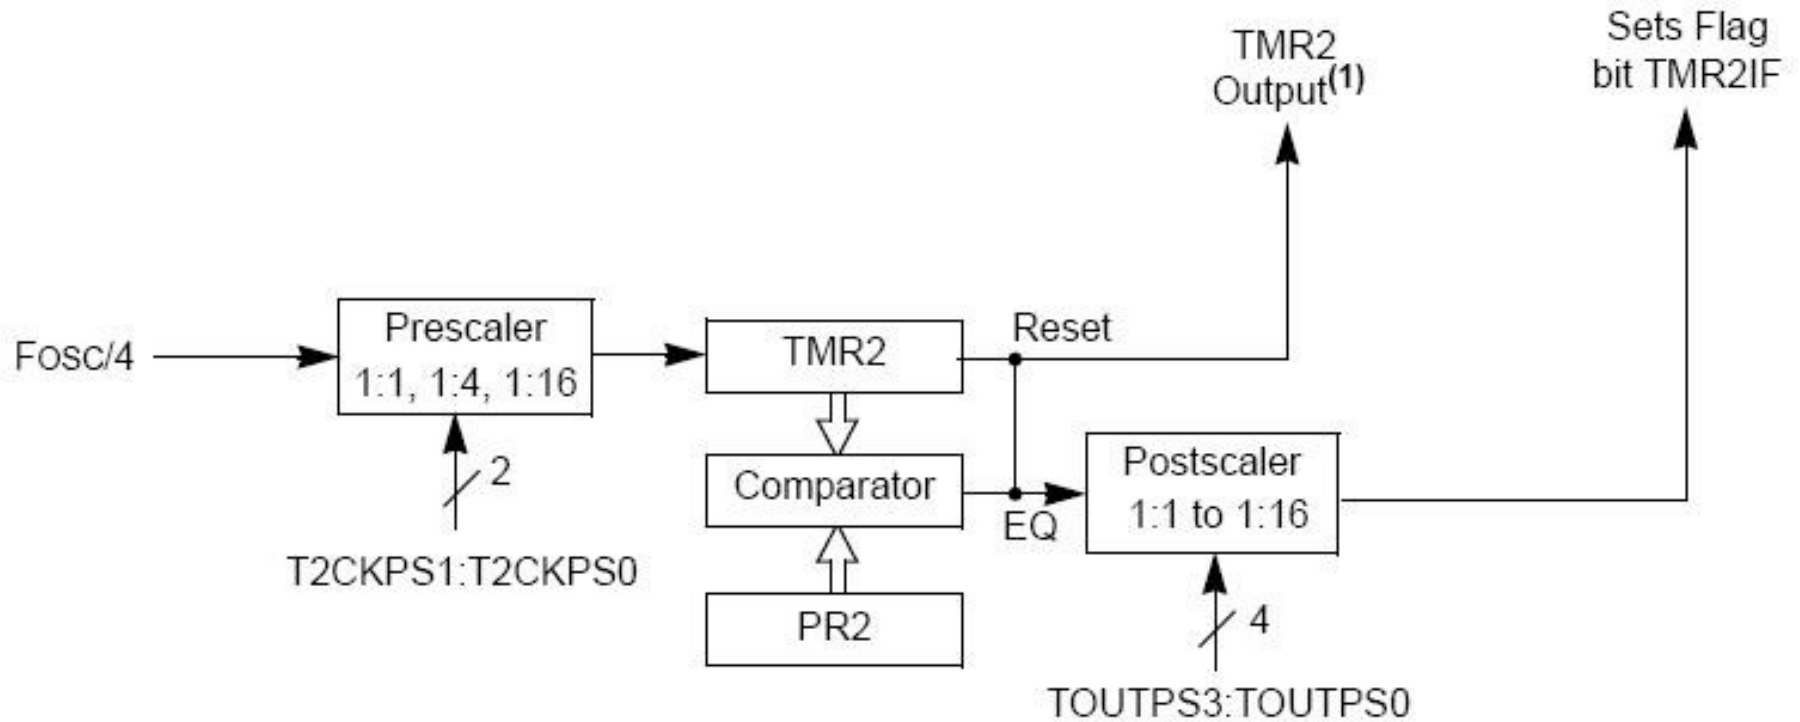 TMR2
Output(1)
Sets Flag
bit TMR2IF
Fosc/4
Prescaler
1:1, 1:4, 1:16
2
T2CKPS1:T2CKPS0
TMR2
Reset
Comparator
EQ
PR2
Postscaler
1:1 to 1:16
4
TOUTPS3:TOUTPS0